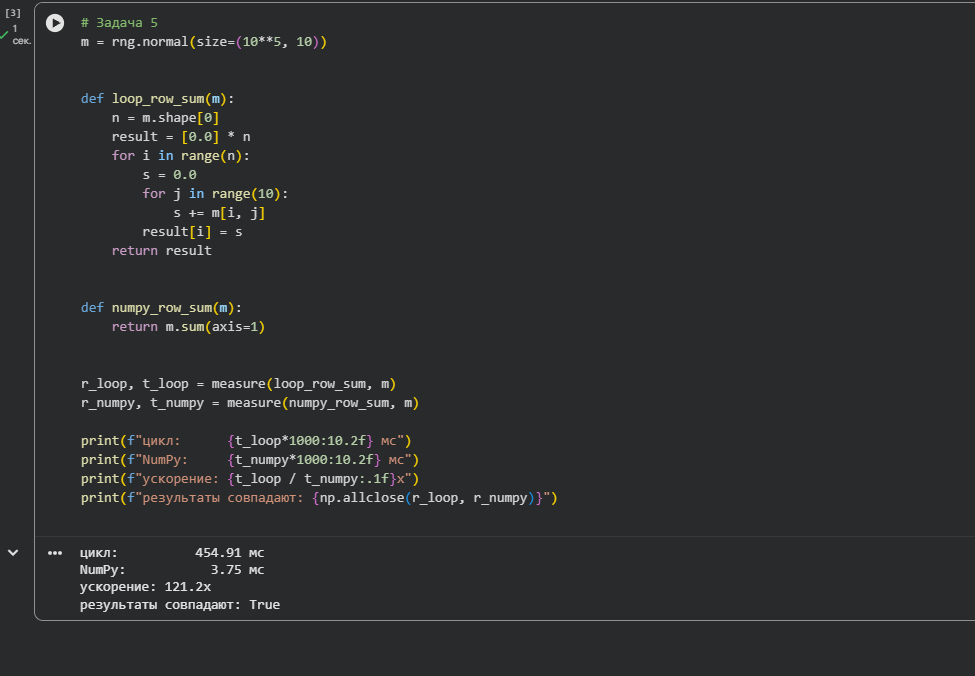 [3]
1
сек.
# Задача 5
m = rng.normal(size=(10**5, 10))
def loop_row_sum(m):
    n = m.shape[0]
    result = [0.0] * n
    for i in range(n):
        s = 0.0
        for j in range(10):
            s += m[i, j]
        result[i] = s
    return result
def numpy_row_sum(m):
    return m.sum(axis=1)
r_loop, t_loop = measure(loop_row_sum, m)
r_numpy, t_numpy = measure(numpy_row_sum, m)
print(f"цикл:      {t_loop*1000:10.2f} мс")
print(f"NumPy:     {t_numpy*1000:10.2f} мс")
print(f"ускорение: {t_loop / t_numpy:.1f}x")
print(f"результаты совпадают: {np.allclose(r_loop, r_numpy)}")
цикл:          454.91 мс
NumPy:           3.75 мс
ускорение: 121.2x
результаты совпадают: True